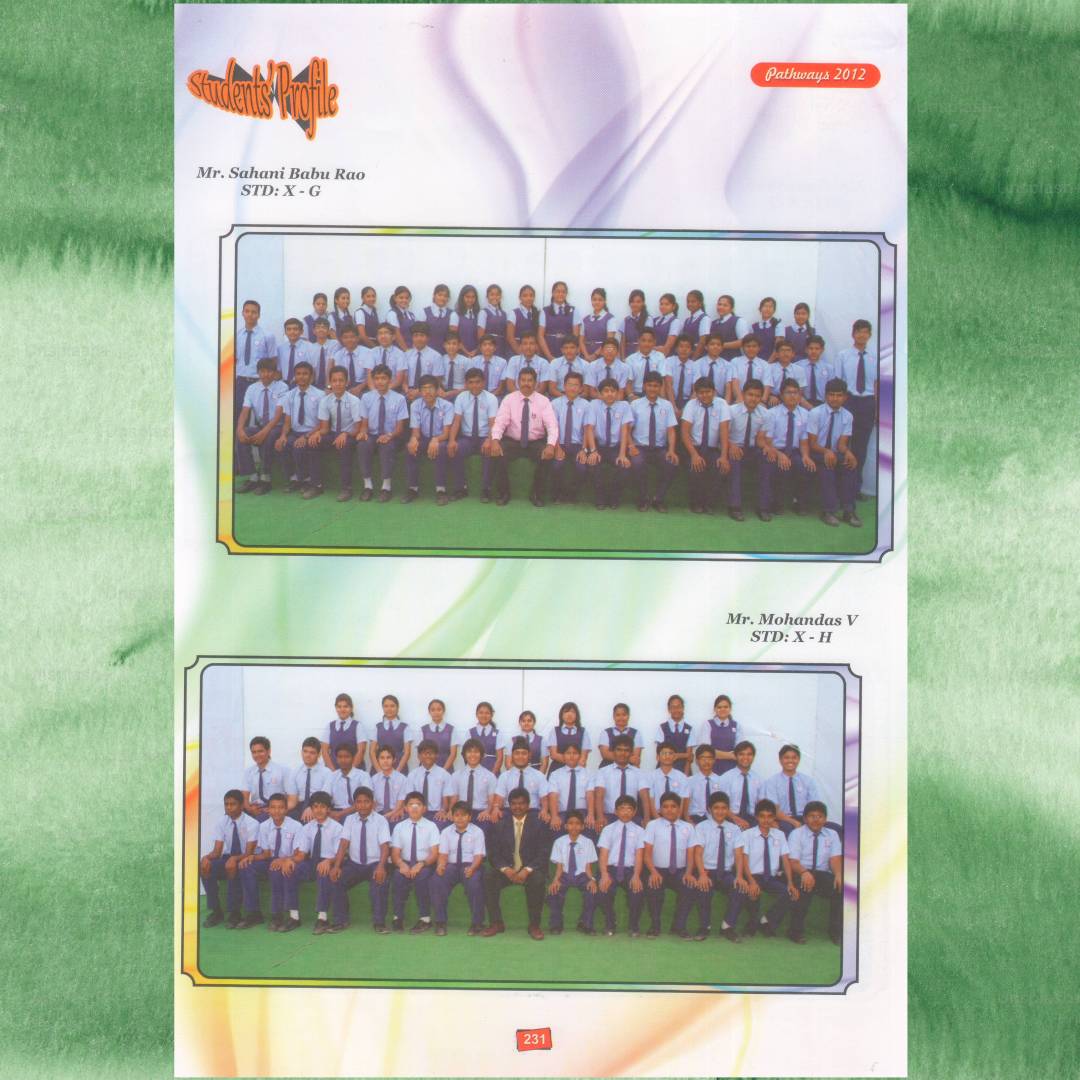 Students' Profile
Pathways 2012
Mr. Sahani Babu Rao
STD: X - G
Mr. Mohandas V
STD: X - H
231